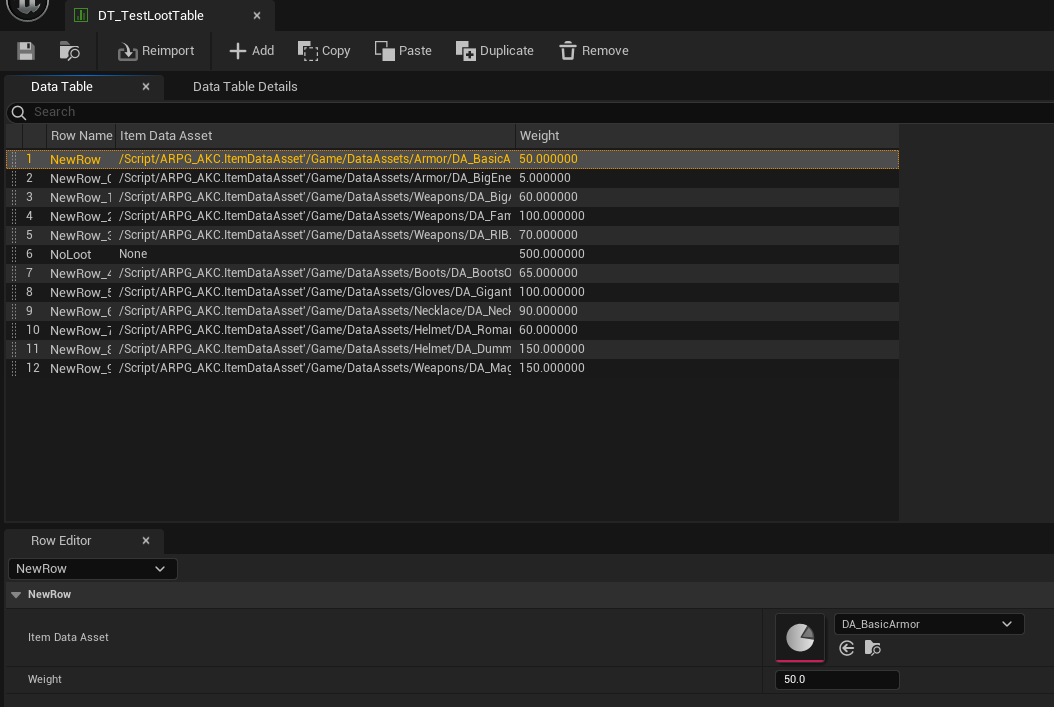 DT_TestLootTable
Reimport Add Copy Paste Duplicate Remove
Data Table Data Table Details
Search
Row Name Item Data Asset Weight
1 NewRow /Script/ARPG_AKC.ItemDataAsset'/Game/DataAssets/Armor/DA_BasicA 50.000000
2 NewRow_0 /Script/ARPG_AKC.ItemDataAsset'/Game/DataAssets/Armor/DA_BigEne 5.000000
3 NewRow_1 /Script/ARPG_AKC.ItemDataAsset'/Game/DataAssets/Weapons/DA_BigA 60.000000
4 NewRow_2 /Script/ARPG_AKC.ItemDataAsset'/Game/DataAssets/Weapons/DA_Fam 100.000000
5 NewRow_3 /Script/ARPG_AKC.ItemDataAsset'/Game/DataAssets/Weapons/DA_RIB. 70.000000
6 NoLoot None 500.000000
7 NewRow_4 /Script/ARPG_AKC.ItemDataAsset'/Game/DataAssets/Boots/DA_BootsO 65.000000
8 NewRow_5 /Script/ARPG_AKC.ItemDataAsset'/Game/DataAssets/Gloves/DA_Gigant 100.000000
9 NewRow_6 /Script/ARPG_AKC.ItemDataAsset'/Game/DataAssets/Necklace/DA_Neck 90.000000
10 NewRow_7 /Script/ARPG_AKC.ItemDataAsset'/Game/DataAssets/Helmet/DA_Roman 60.000000
11 NewRow_8 /Script/ARPG_AKC.ItemDataAsset'/Game/DataAssets/Helmet/DA_Dumm 150.000000
12 NewRow_9 /Script/ARPG_AKC.ItemDataAsset'/Game/DataAssets/Weapons/DA_Mag 150.000000
Row Editor
NewRow
NewRow
Item Data Asset DA_BasicArmor
Weight 50.0